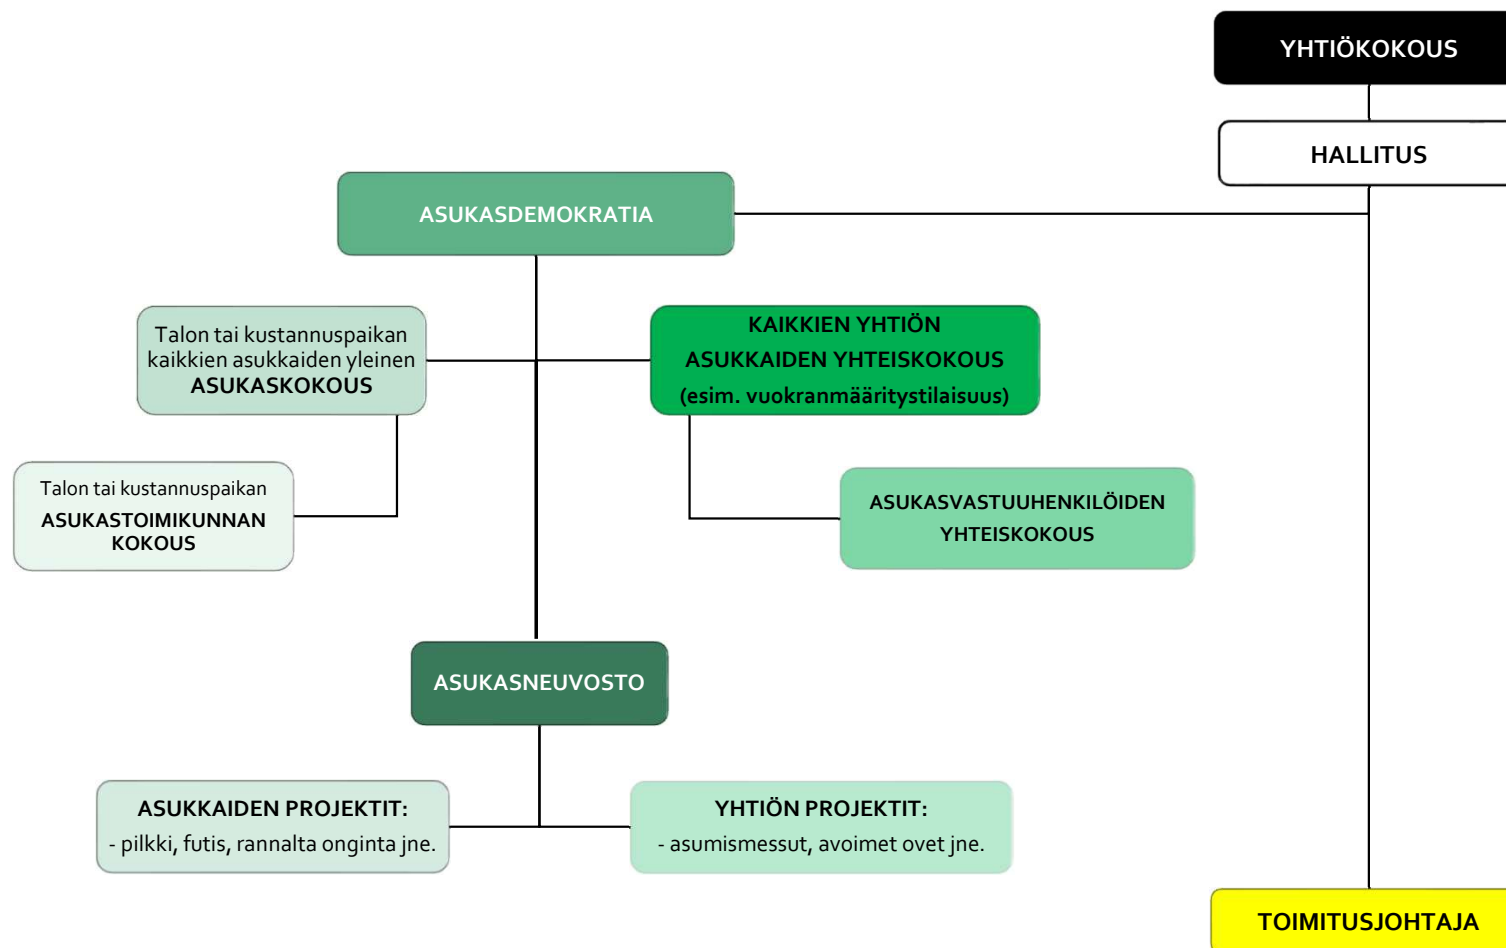 YHTIÖKOKOUS
HALLITUS
ASUKASDEMOKRATIA
Talon tai kustannuspaikan
kaikkien asukkaiden yleinen
ASUKASKOKOUS
KAIKKIEN YHTIÖN
ASUKKAIDEN YHTEISKOKOUS
(esim. vuokranmääritystilaisuus)
Talon tai kustannuspaikan
ASUKASTOIMIKUNNAN
KOKOUS
ASUKASVASTUUHENKILÖIDEN
YHTEISKOKOUS
ASUKASNEUVOSTO
ASUKKAIDEN PROJEKTIT:
- pilkki, futis, rannalta onginta jne.
YHTIÖN PROJEKTIT:
- asumismessut, avoimet ovet jne.
TOIMITUSJOHTAJA